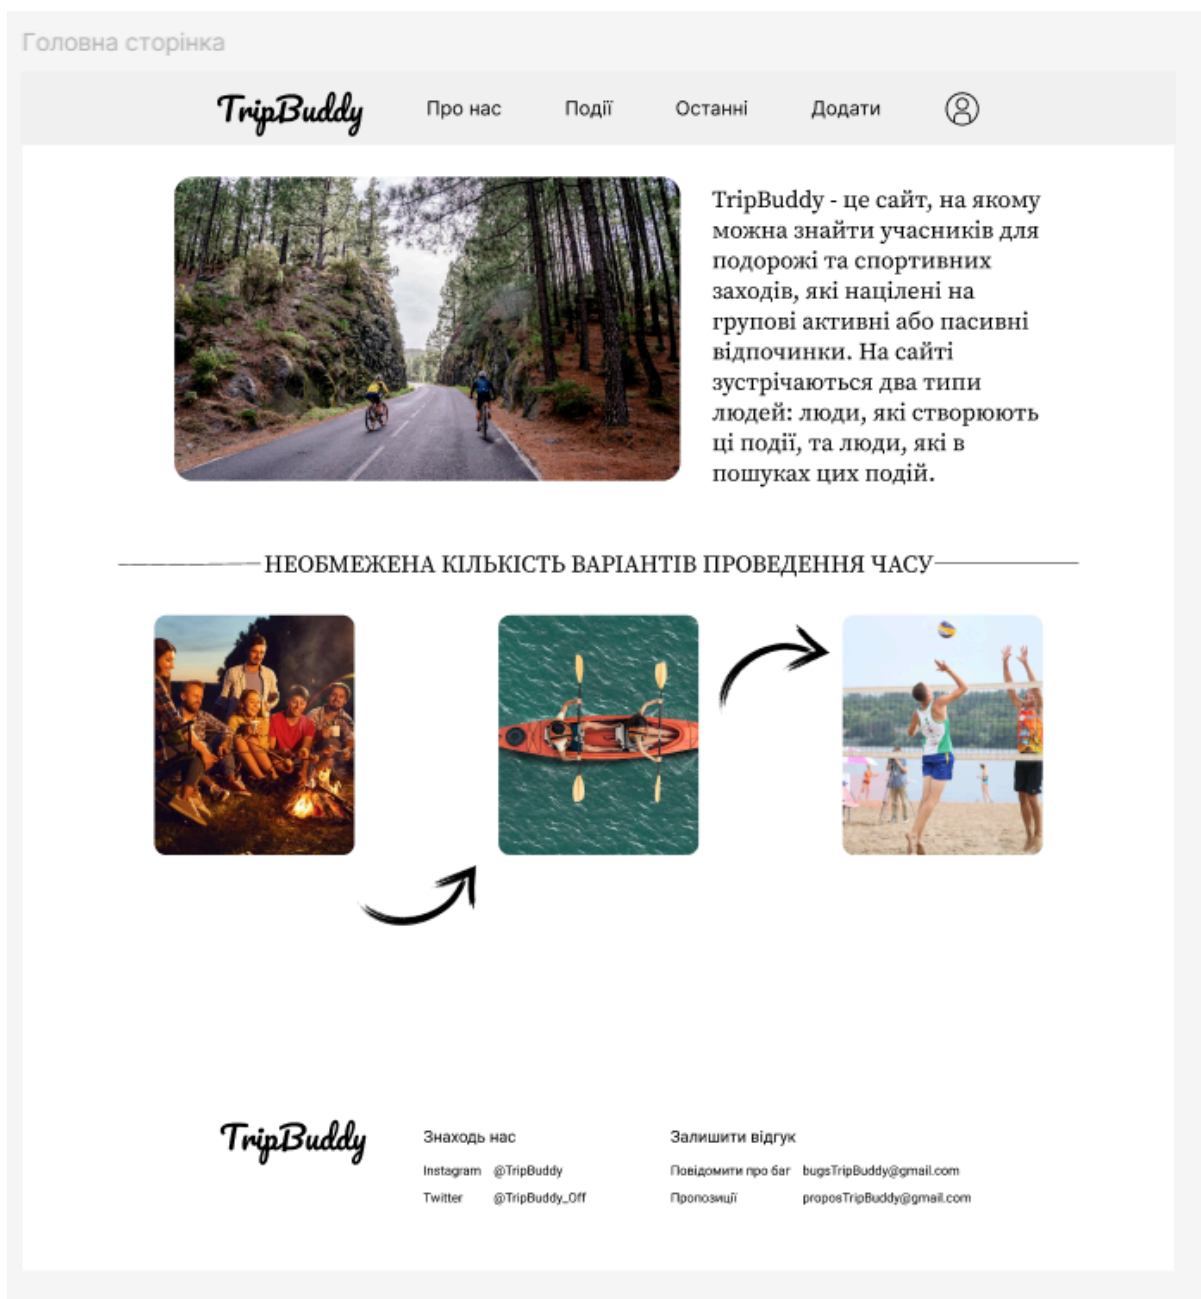 Головна сторінка
TripBuddy Про нас Події Останні Додати
TripBuddy - це сайт, на якому
можна знайти учасників для
подорожі та спортивних
заходів, які націлені на
групові активні або пасивні
відпочинки. На сайті
зустрічаються два типи
людей: люди, які створюють
ці події, та люди, які в
пошуках цих подій.
НЕОБМЕЖЕНА КІЛЬКІСТЬ ВАРІАНТІВ ПРОВЕДЕННЯ ЧАСУ
TripBuddy
Знаходь нас
Instagram @TripBuddy
Twitter @TripBuddy_Off
Залишити відгук
Повідомити про баг bugsTripBuddy@gmail.com
Пропозиції proposTripBuddy@gmail.com